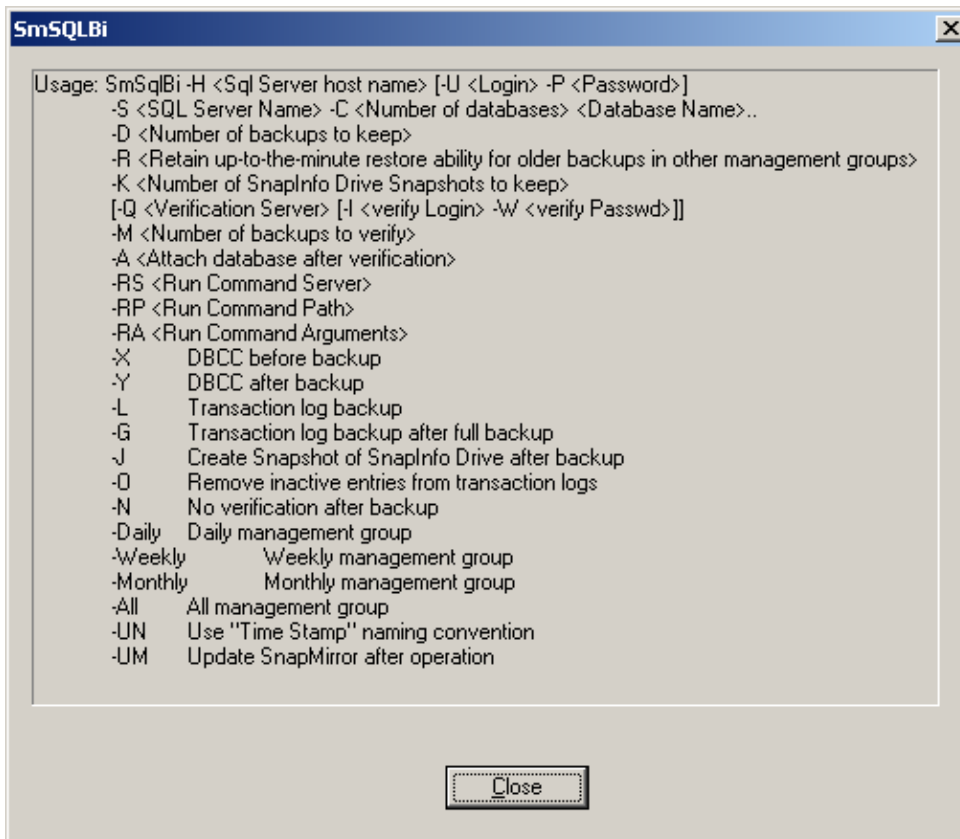 SmSQLBi
Usage: SmSqlBi -H <Sql Server host name> [-U <Login> -P <Password>]
-S <SQL Server Name> -C <Number of databases> <Database Name>..
-D <Number of backups to keep>
-R <Retain up-to-the-minute restore ability for older backups in other management groups>
-K <Number of SnapInfo Drive Snapshots to keep>
[-Q <Verification Server> [-I <verify Login> -W <verify Passwd>]]
-M <Number of backups to verify>
-A <Attach database after verification>
-RS <Run Command Server>
-RP <Run Command Path>
-RA <Run Command Arguments>
-X DBCC before backup
-Y DBCC after backup
-L Transaction log backup
-G Transaction log backup after full backup
-J Create Snapshot of SnapInfo Drive after backup
-O Remove inactive entries from transaction logs
-N No verification after backup
-Daily Daily management group
-Weekly Weekly management group
-Monthly Monthly management group
-All All management group
-UN Use "Time Stamp" naming convention
-UM Update SnapMirror after operation
Close